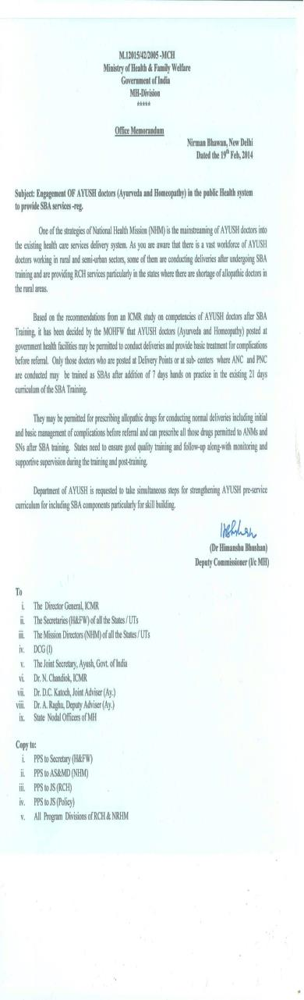 M.12015/42/2005 -MCH
Ministry of Health & Family Welfare
Government of India
MH-Division
*****
Office Memorandum
Nirman Bhawan, New Delhi
Dated the 19th Feb, 2014
Subject: Engagement OF AYUSH doctors (Ayurveda and Homeopathy) in the public Health system
to provide SBA services -reg.
One of the strategies of National Health Mission (NHM) is the mainstreaming of AYUSH doctors into
the existing health care services delivery system. As you are aware that there is a vast workforce of AYUSH
doctors working in rural and semi-urban sectors, some of them are conducting deliveries after undergoing SBA
training and are providing RCH services particularly in the states where there are shortage of allopathic doctors in
the rural areas.
Based on the recommendations from an ICMR study on competencies of AYUSH doctors after SBA
Training, it has been decided by the MOHFW that AYUSH doctors (Ayurveda and Homeopathy) posted at
government health facilities may be permitted to conduct deliveries and provide basic treatment for complications
before referral. Only those doctors who are posted at Delivery Points or at sub- centers where ANC and PNC
are conducted may be trained as SBAs after addition of 7 days hands on practice in the existing 21 days
curriculum of the SBA Training.
They may be permitted for prescribing allopathic drugs for conducting normal deliveries including initial
and basic management of complications before referral and can prescribe all those drugs permitted to ANMs and
SNs after SBA training. States need to ensure good quality training and follow-up along-with monitoring and
supportive supervision during the training and post-training.
Department of AYUSH is requested to take simultaneous steps for strengthening AYUSH pre-service
curriculum for including SBA components particularly for skill building.
(Dr Himanshu Bhushan)
Deputy Commissioner (I/c MH)
To
i. The Director General, ICMR
ii. The Secretaries (H&FW) of all the States / UTs
iii. The Mission Directors (NHM) of all the States / UTs
iv. DCG (I)
v. The Joint Secretary, Ayush, Govt. of India
vi. Dr. N. Chandiok, ICMR
vii. Dr. D.C. Katoch, Joint Adviser (Ay.)
viii. Dr. A. Raghu, Deputy Adviser (Ay.)
ix. State Nodal Officers of MH
Copy to:
i. PPS to Secretary (H&FW)
ii. PPS to AS&MD (NHM)
iii. PPS to JS (RCH)
iv. PPS to JS (Policy)
v. All Program Divisions of RCH & NRHM